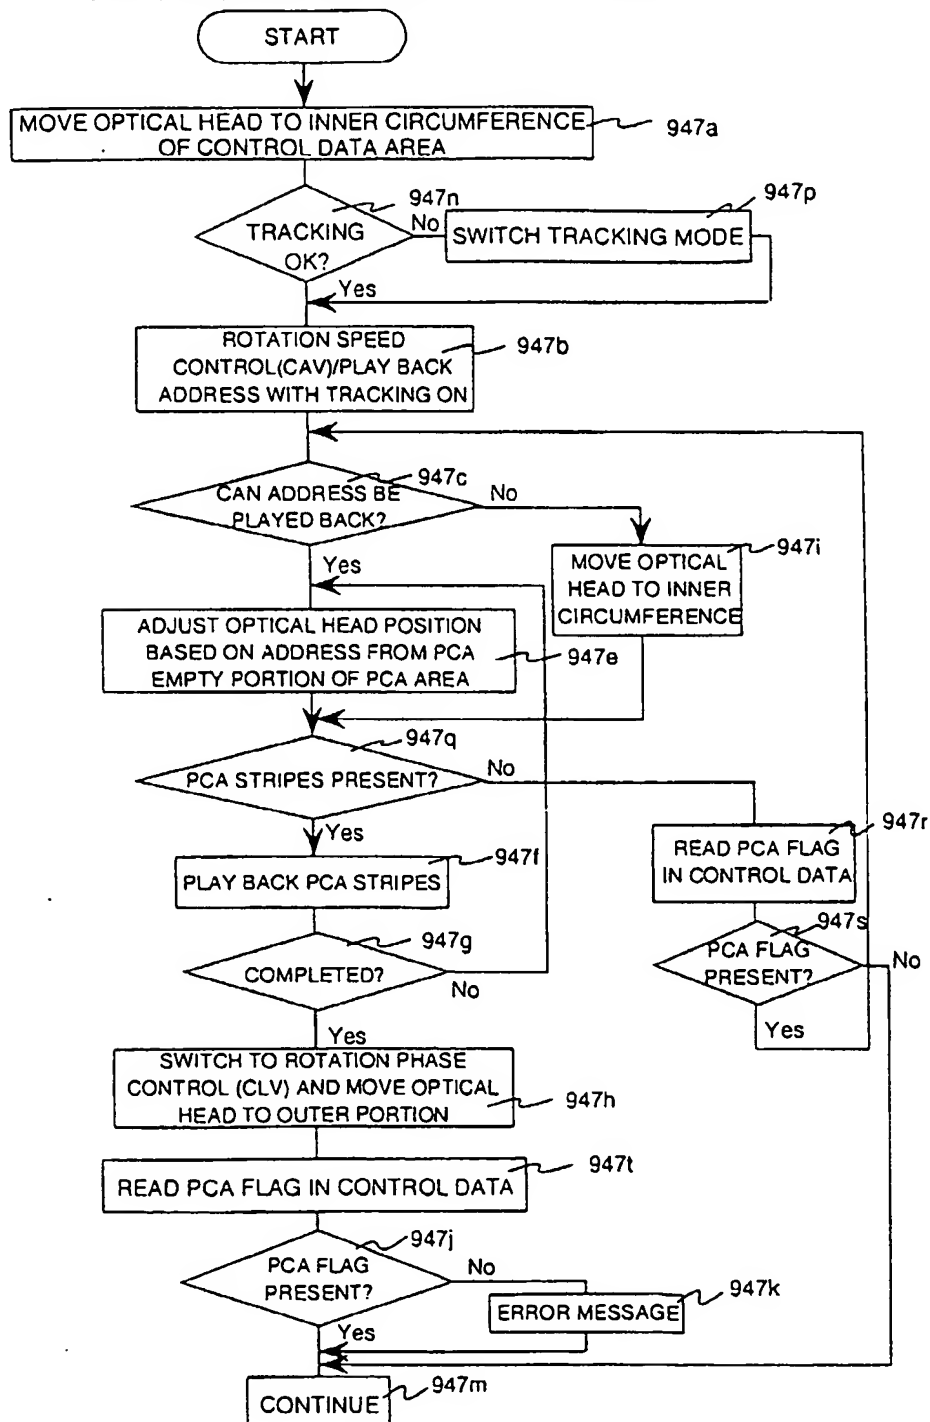 START
MOVE OPTICAL HEAD TO INNER CIRCUMFERENCE
OF CONTROL DATA AREA
947a
947n
TRACKING
OK?
No
947p
SWITCH TRACKING MODE
Yes
ROTATION SPEED
CONTROL(CAV)/PLAY BACK
ADDRESS WITH TRACKING ON
947b
947c
CAN ADDRESS BE
PLAYED BACK?
No
Yes
947i
MOVE OPTICAL
HEAD TO INNER
CIRCUMFERENCE
ADJUST OPTICAL HEAD POSITION
BASED ON ADDRESS FROM PCA
EMPTY PORTION OF PCA AREA
947e
947q
PCA STRIPES PRESENT?
No
Yes
947r
READ PCA FLAG
IN CONTROL DATA
947f
PLAY BACK PCA STRIPES
947s
PCA FLAG
PRESENT?
No
Yes
947g
COMPLETED?
No
Yes
SWITCH TO ROTATION PHASE
CONTROL (CLV) AND MOVE OPTICAL
HEAD TO OUTER PORTION
947h
947t
READ PCA FLAG IN CONTROL DATA
947j
PCA FLAG
PRESENT?
No
947k
ERROR MESSAGE
Yes
947m
CONTINUE